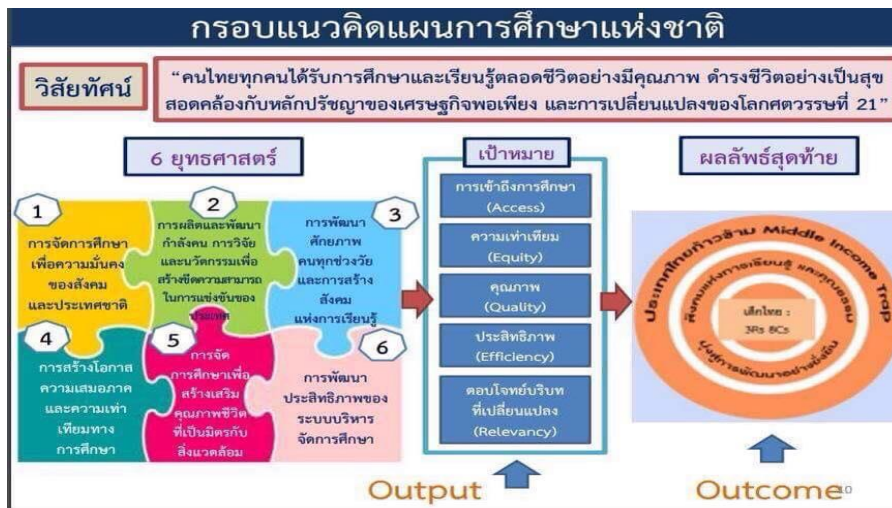 กรอบแนวคิดแผนการศึกษาแห่งชาติ
วิสัยทัศน์
“คนไทยทุกคนได้รับการศึกษาและเรียนรู้ตลอดชีวิตอย่างมีคุณภาพ ดำรงชีวิตอย่างเป็นสุข
สอดคล้องกับหลักปรัชญาของเศรษฐกิจพอเพียง และการเปลี่ยนแปลงของโลกศตวรรษที่ 21”
6 ยุทธศาสตร์
1
การจัดการศึกษา
เพื่อความมั่นคง
ของสังคม
และประเทศชาติ
2
การผลิตและพัฒนา
กำลังคน การวิจัย
และนวัตกรรมเพื่อ
สร้างขีดความสามารถ
ในการแข่งขันของ
ประเทศ
3
การพัฒนา
ศักยภาพ
คนทุกช่วงวัย
และการสร้าง
สังคม
แห่งการเรียนรู้
4
การสร้างโอกาส
ความเสมอภาค
และความเท่า
เทียมทาง
การศึกษา
5
การจัด
การศึกษาเพื่อ
สร้างเสริม
คุณภาพชีวิต
ที่เป็นมิตรกับ
สิ่งแวดล้อม
6
การพัฒนา
ประสิทธิภาพของ
ระบบบริหาร
จัดการศึกษา
เป้าหมาย
การเข้าถึงการศึกษา
(Access)
ความเท่าเทียม
(Equity)
คุณภาพ
(Quality)
ประสิทธิภาพ
(Efficiency)
ตอบโจทย์บริบท
ที่เปลี่ยนแปลง
(Relevancy)
Output
ผลลัพธ์สุดท้าย
ประเทศไทยก้าวข้าม Middle Income Trap
สังคมแห่งการเรียนรู้ และคุณธรรม
เด็กไทย :
3Rs 8Cs
มุ่งสู่การพัฒนาอย่างยั่งยืน
Outcome
10